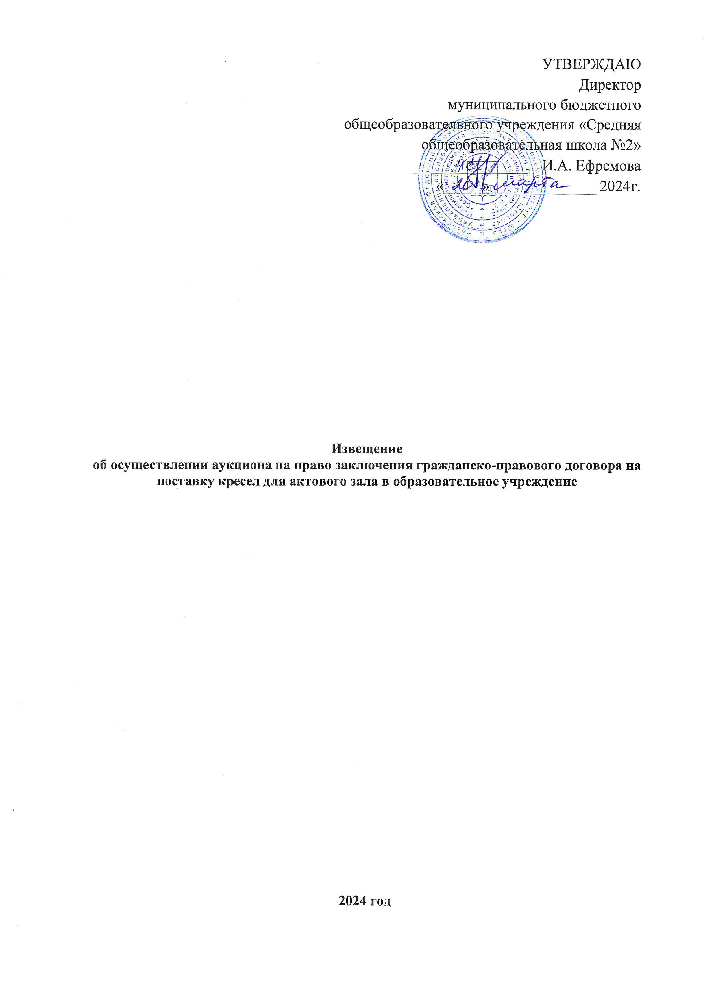 УТВЕРЖДАЮ
Директор
муниципального бюджетного
общеобразовательного учреждения «Средняя
общеобразовательная школа №2»
И.А. Ефремова
« » марта 2024г.
Извещение
об осуществлении аукциона на право заключения гражданско-правового договора на
поставку кресел для актового зала в образовательное учреждение
2024 год